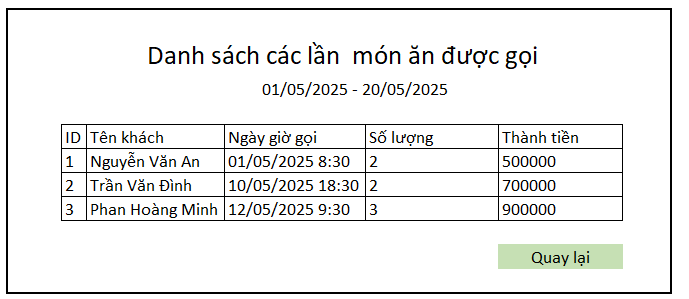 Danh sách các lần  món ăn được gọi
01/05/2025 - 20/05/2025
ID Tên khách Ngày giờ gọi Số lượng Thành tiền
1 Nguyễn Văn An 01/05/2025 8:30 2 500000
2 Trần Văn Đình 10/05/2025 18:30 2 700000
3 Phan Hoàng Minh 12/05/2025 9:30 3 900000
Quay lại